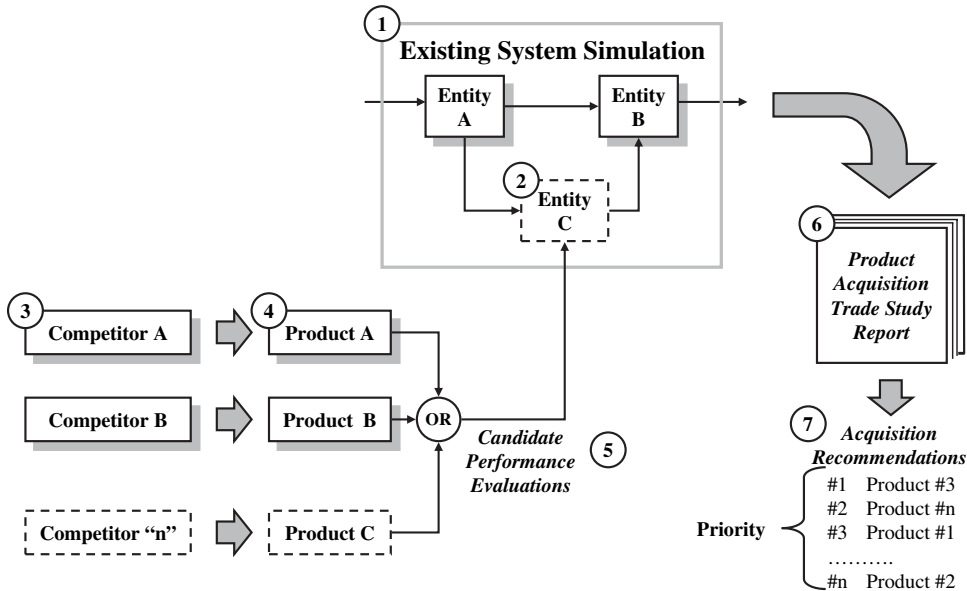 1
Existing System Simulation
Entity
A
Entity
B
2
Entity
C
6
Product
Acquisition
Trade Study
Report
3
Competitor A
4
Product A
Competitor B
Product B
OR
Candidate
Performance
Evaluations
5
Competitor “n”
Product C
7
Acquisition
Recommendations
Priority
#1 Product #3
#2 Product #n
#3 Product #1
……….
#n Product #2